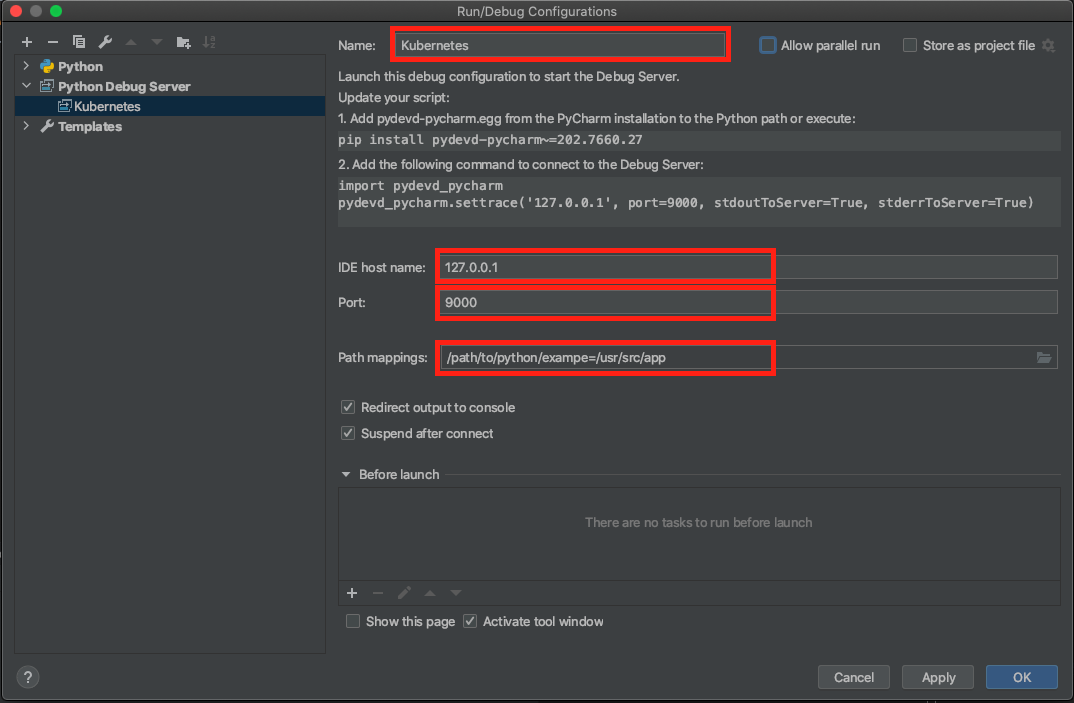 Run/Debug Configurations
Name: Kubernetes
Allow parallel run
Store as project file
Python
Python Debug Server
Kubernetes
Templates
Launch this debug configuration to start the Debug Server.
Update your script:
1. Add pydevd-pycharm.egg from the PyCharm installation to the Python path or execute:
pip install pydevd-pycharm~=202.7660.27
2. Add the following command to connect to the Debug Server:
import pydevd_pycharm
pydevd_pycharm.settrace('127.0.0.1', port=9000, stdoutToServer=True, stderrToServer=True)
IDE host name: 127.0.0.1
Port: 9000
Path mappings: /path/to/python/exampe=/usr/src/app
Redirect output to console
Suspend after connect
Before launch
There are no tasks to run before launch
Show this page
Activate tool window
?
Cancel
Apply
OK